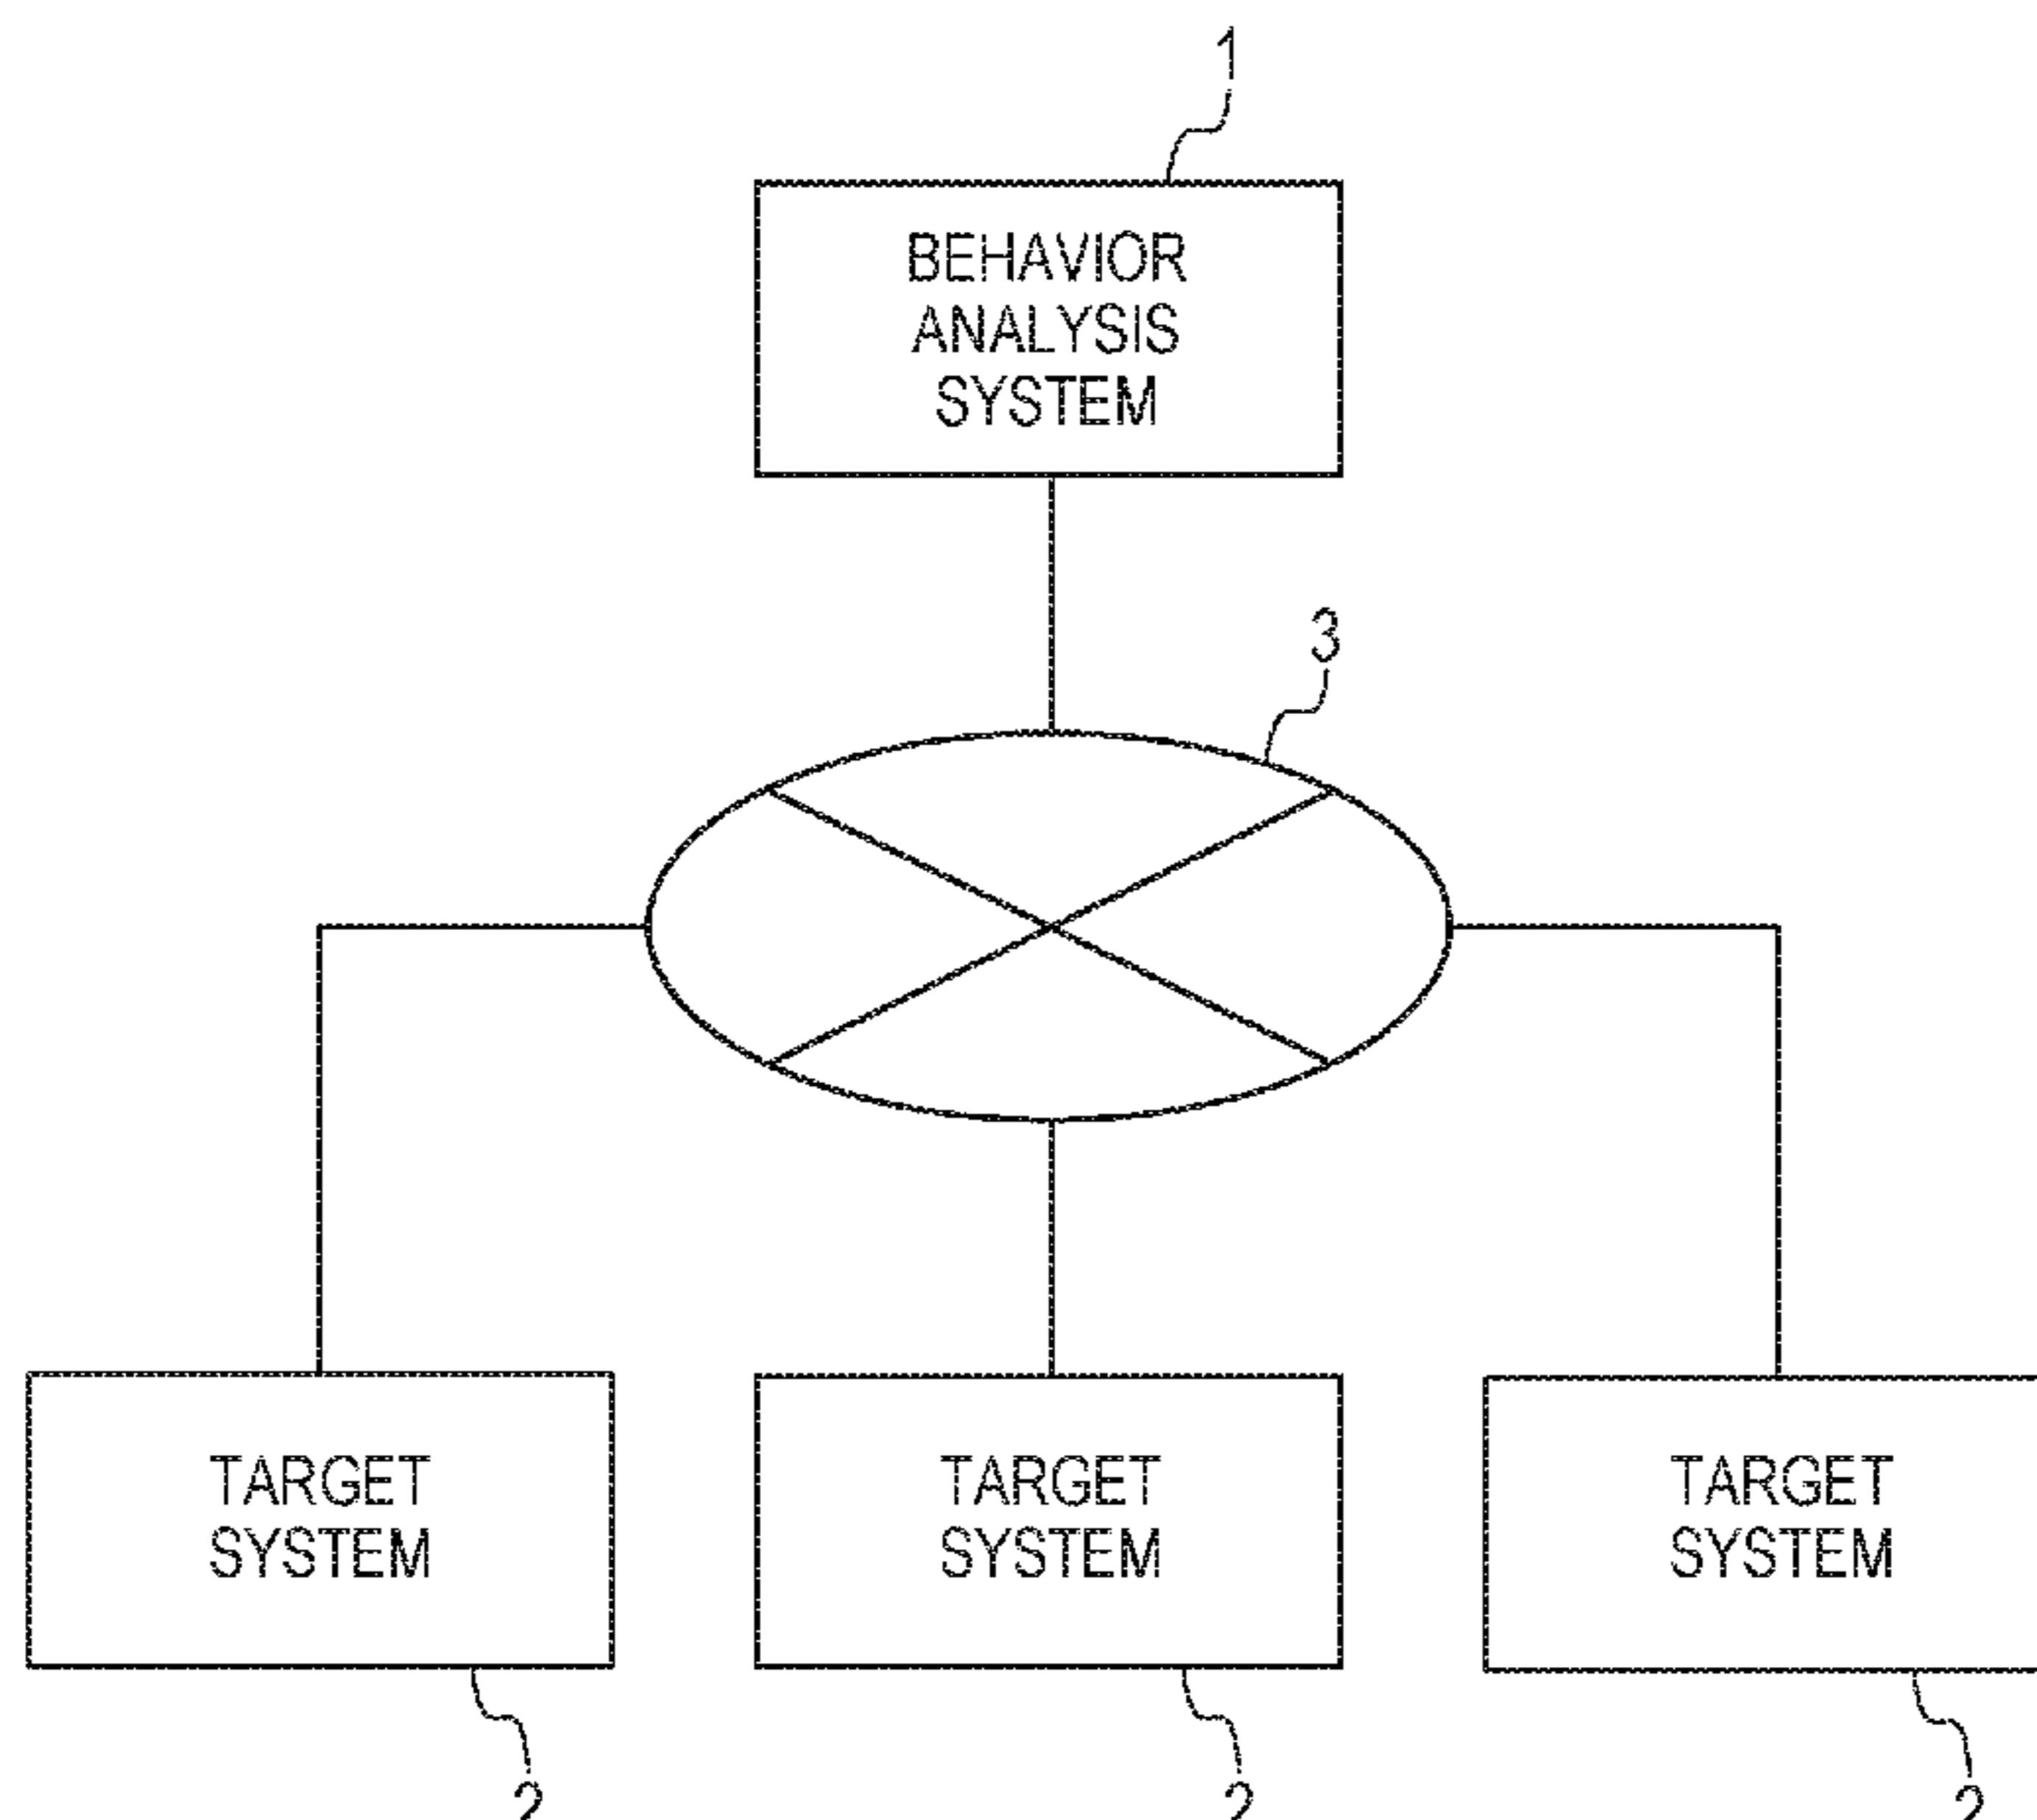 1
BEHAVIOR
ANALYSIS
SYSTEM
3
TARGET
SYSTEM
TARGET
SYSTEM
TARGET
SYSTEM
2
2
2